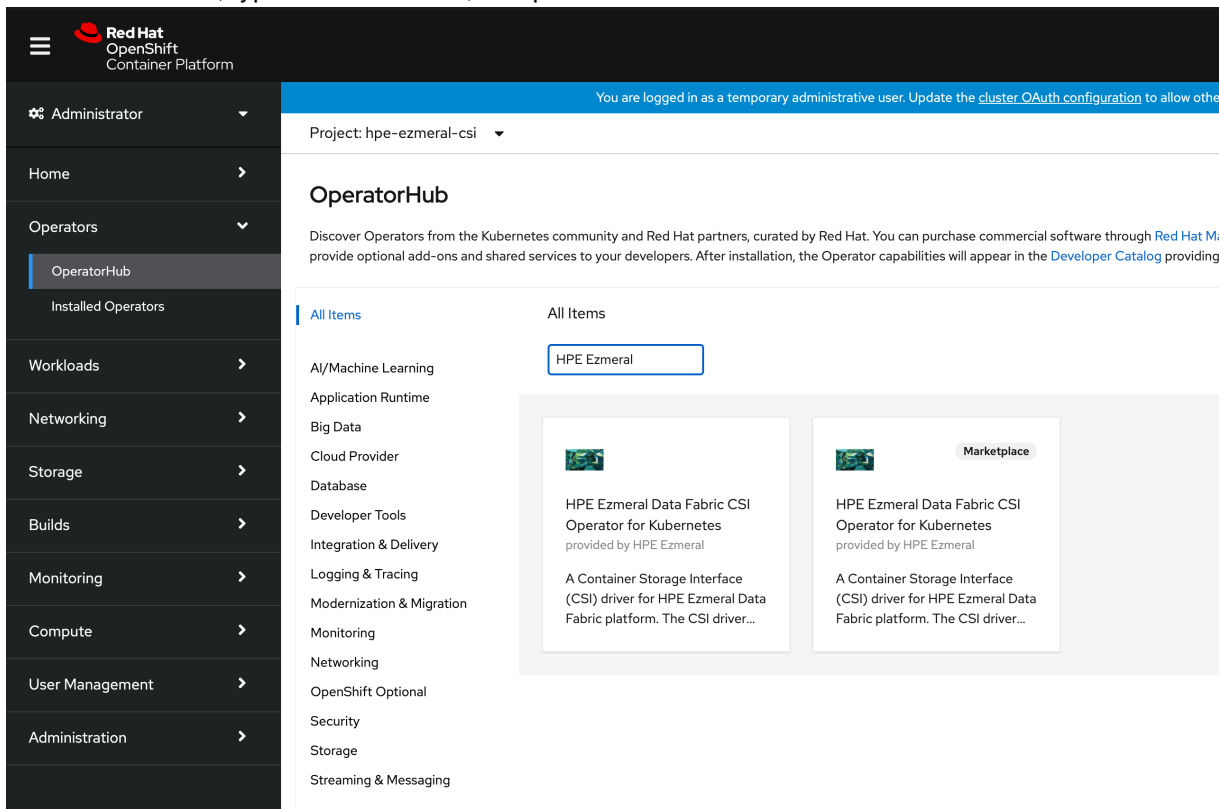 Red Hat
OpenShift
Container Platform
Administrator
Home
Operators
OperatorHub
Installed Operators
Workloads
Networking
Storage
Builds
Monitoring
Compute
User Management
Administration
You are logged in as a temporary administrative user. Update the cluster OAuth configuration to allow othe
Project: hpe-ezmeral-csi
OperatorHub
Discover Operators from the Kubernetes community and Red Hat partners, curated by Red Hat. You can purchase commercial software through Red Hat Ma
provide optional add-ons and shared services to your developers. After installation, the Operator capabilities will appear in the Developer Catalog providing
All Items
AI/Machine Learning
Application Runtime
Big Data
Cloud Provider
Database
Developer Tools
Integration & Delivery
Logging & Tracing
Modernization & Migration
Monitoring
Networking
OpenShift Optional
Security
Storage
Streaming & Messaging
All Items
HPE Ezmeral
HPE Ezmeral Data Fabric CSI
Operator for Kubernetes
provided by HPE Ezmeral
A Container Storage Interface
(CSI) driver for HPE Ezmeral Data
Fabric platform. The CSI driver...
Marketplace
HPE Ezmeral Data Fabric CSI
Operator for Kubernetes
provided by HPE Ezmeral
A Container Storage Interface
(CSI) driver for HPE Ezmeral Data
Fabric platform. The CSI driver...